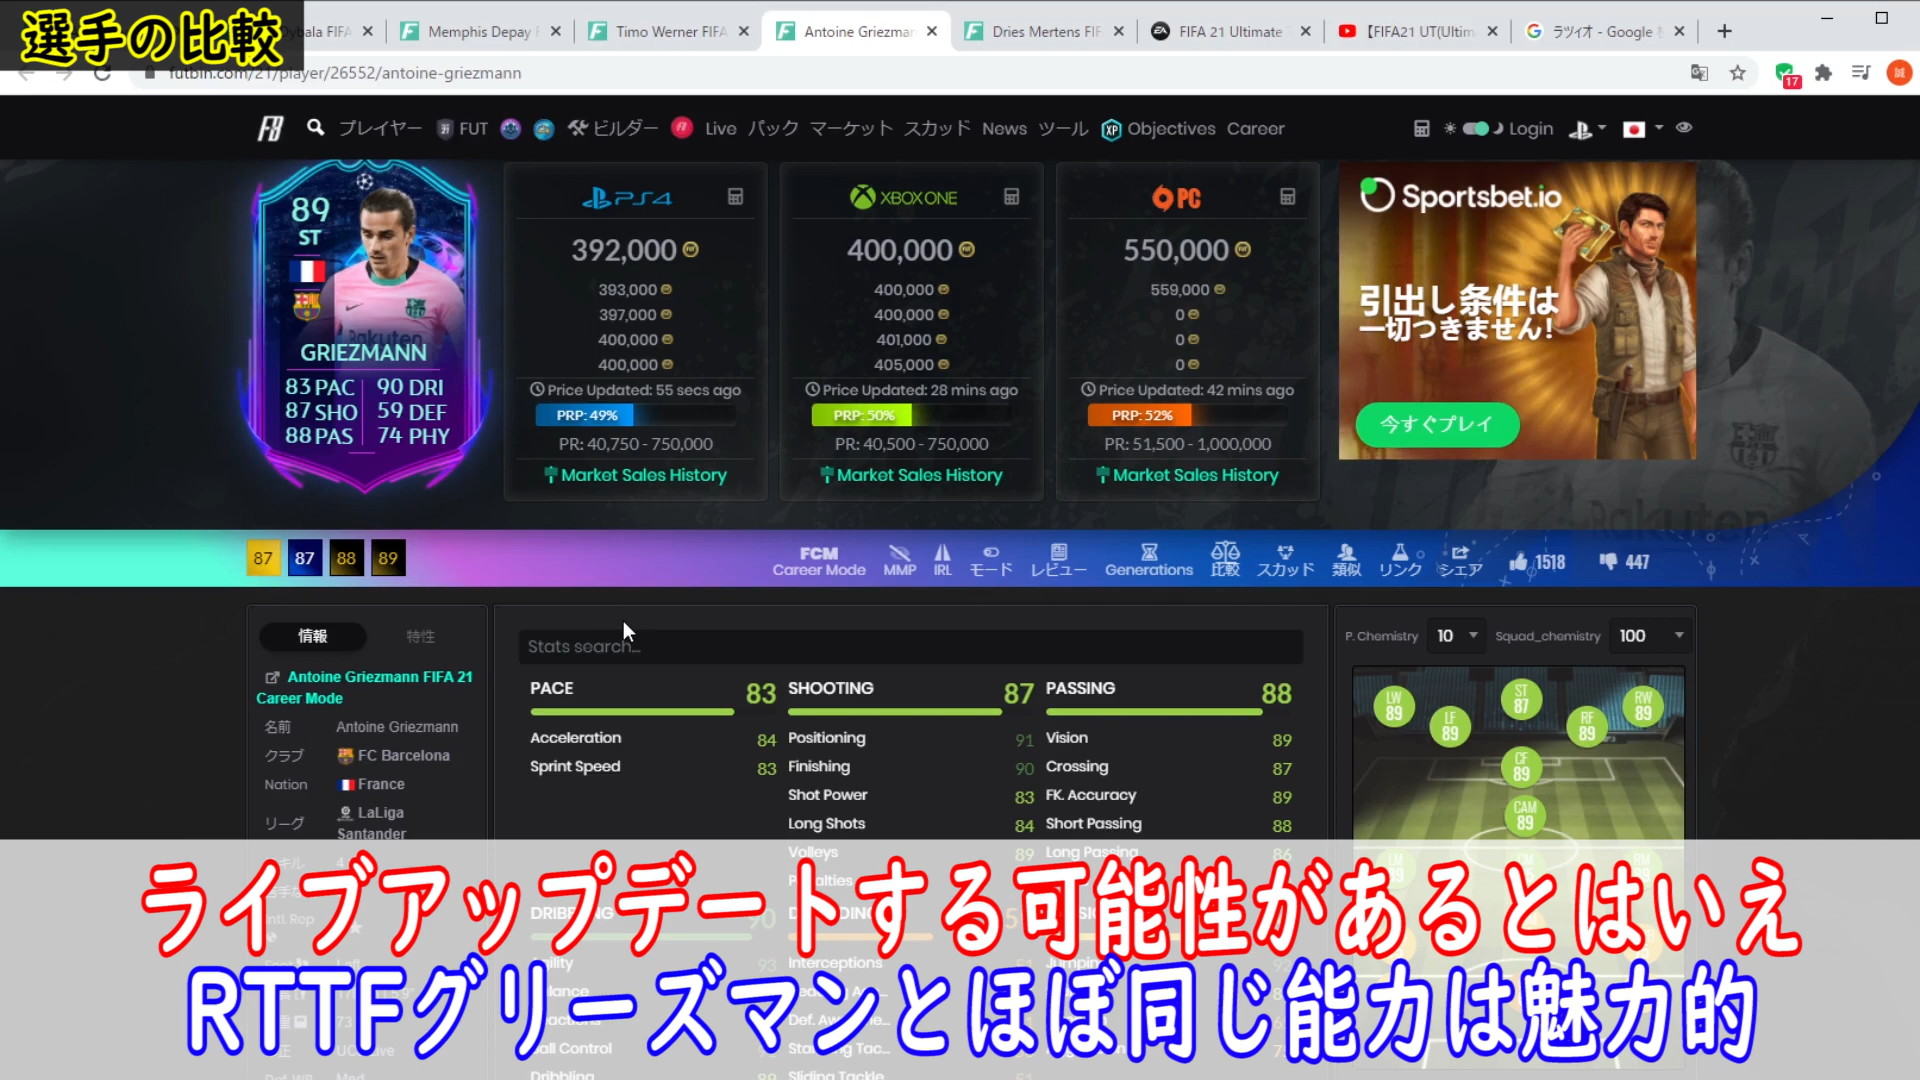 選手の比較
Dybala FIFA
Memphis Depay
Timo Werner FIFA
Antoine Griezman
Dries Mertens FIF
FIFA 21 Ultimate
【FIFA21 UT(Ultim
ラツィオ - Google
futbin.com/21/player/26552/antoine-griezmann
17
プレイヤー FUT ビルダー Live パック マーケット スカッド News ツール Objectives Career Login
89
ST
GRIEZMANN
83 PAC 90 DRI
87 SHO 59 DEF
88 PAS 74 PHY
PS4
392,000
393,000
397,000
400,000
400,000
Price Updated: 55 secs ago
PRP: 49%
PR: 40,750 - 750,000
Market Sales History
XBOX ONE
400,000
400,000
400,000
401,000
405,000
Price Updated: 28 mins ago
PRP: 50%
PR: 40,500 - 750,000
Market Sales History
PC
550,000
559,000
0
0
0
Price Updated: 42 mins ago
PRP: 52%
PR: 51,500 - 1,000,000
Market Sales History
Sportsbet.io
引出し条件は
一切つきません!
今すぐプレイ
Rakuten
87 87 88 89
FCM
Career Mode MMP IRL モード レビュー Generations 比較 スカッド 類似 リンク シェア 1518 447
情報 特性
Antoine Griezmann FIFA 21
Career Mode
名前 Antoine Griezmann
クラブ FC Barcelona
Nation France
リーグ LaLiga
Santander
Stats search...
PACE 83
Acceleration 84
Sprint Speed 83
SHOOTING 87
Positioning 91
Finishing 90
Shot Power 83
Long Shots 84
Volleys 89
PASSING 88
Vision 89
Crossing 87
FK. Accuracy 89
Short Passing 88
Long Passing 86
P. Chemistry 10 Squad_chemistry 100
LW
89
LF
89
ST
87
RF
89
RW
89
CF
89
CAM
89
ライブアップデートする可能性があるとはいえ
RTTFグリーズマンとほぼ同じ能力は魅力的